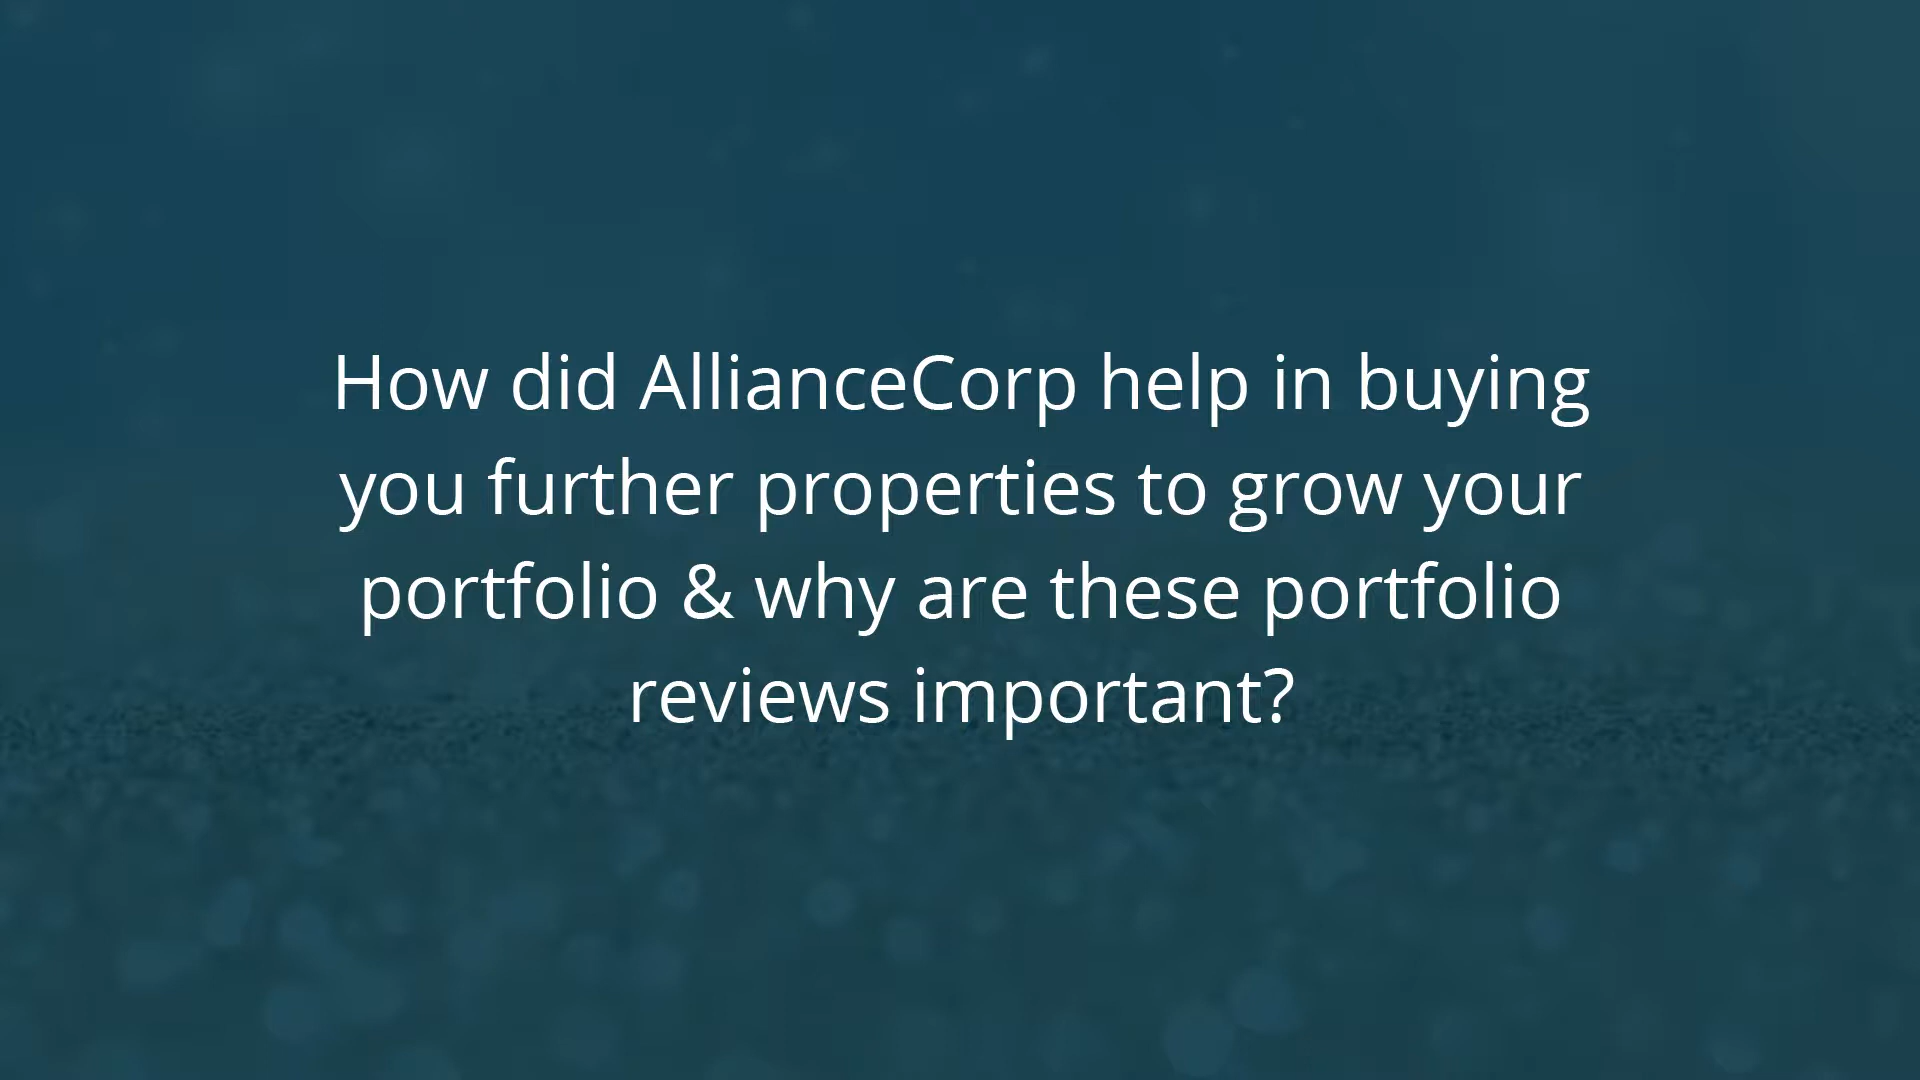 How did AllianceCorp help in buying
you further properties to grow your
portfolio & why are these portfolio
reviews important?